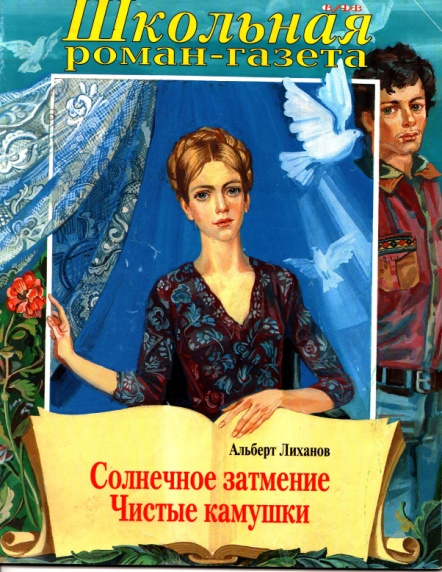 Школьная
роман-газета
Альберт Лиханов
Солнечное затмение
Чистые камушки